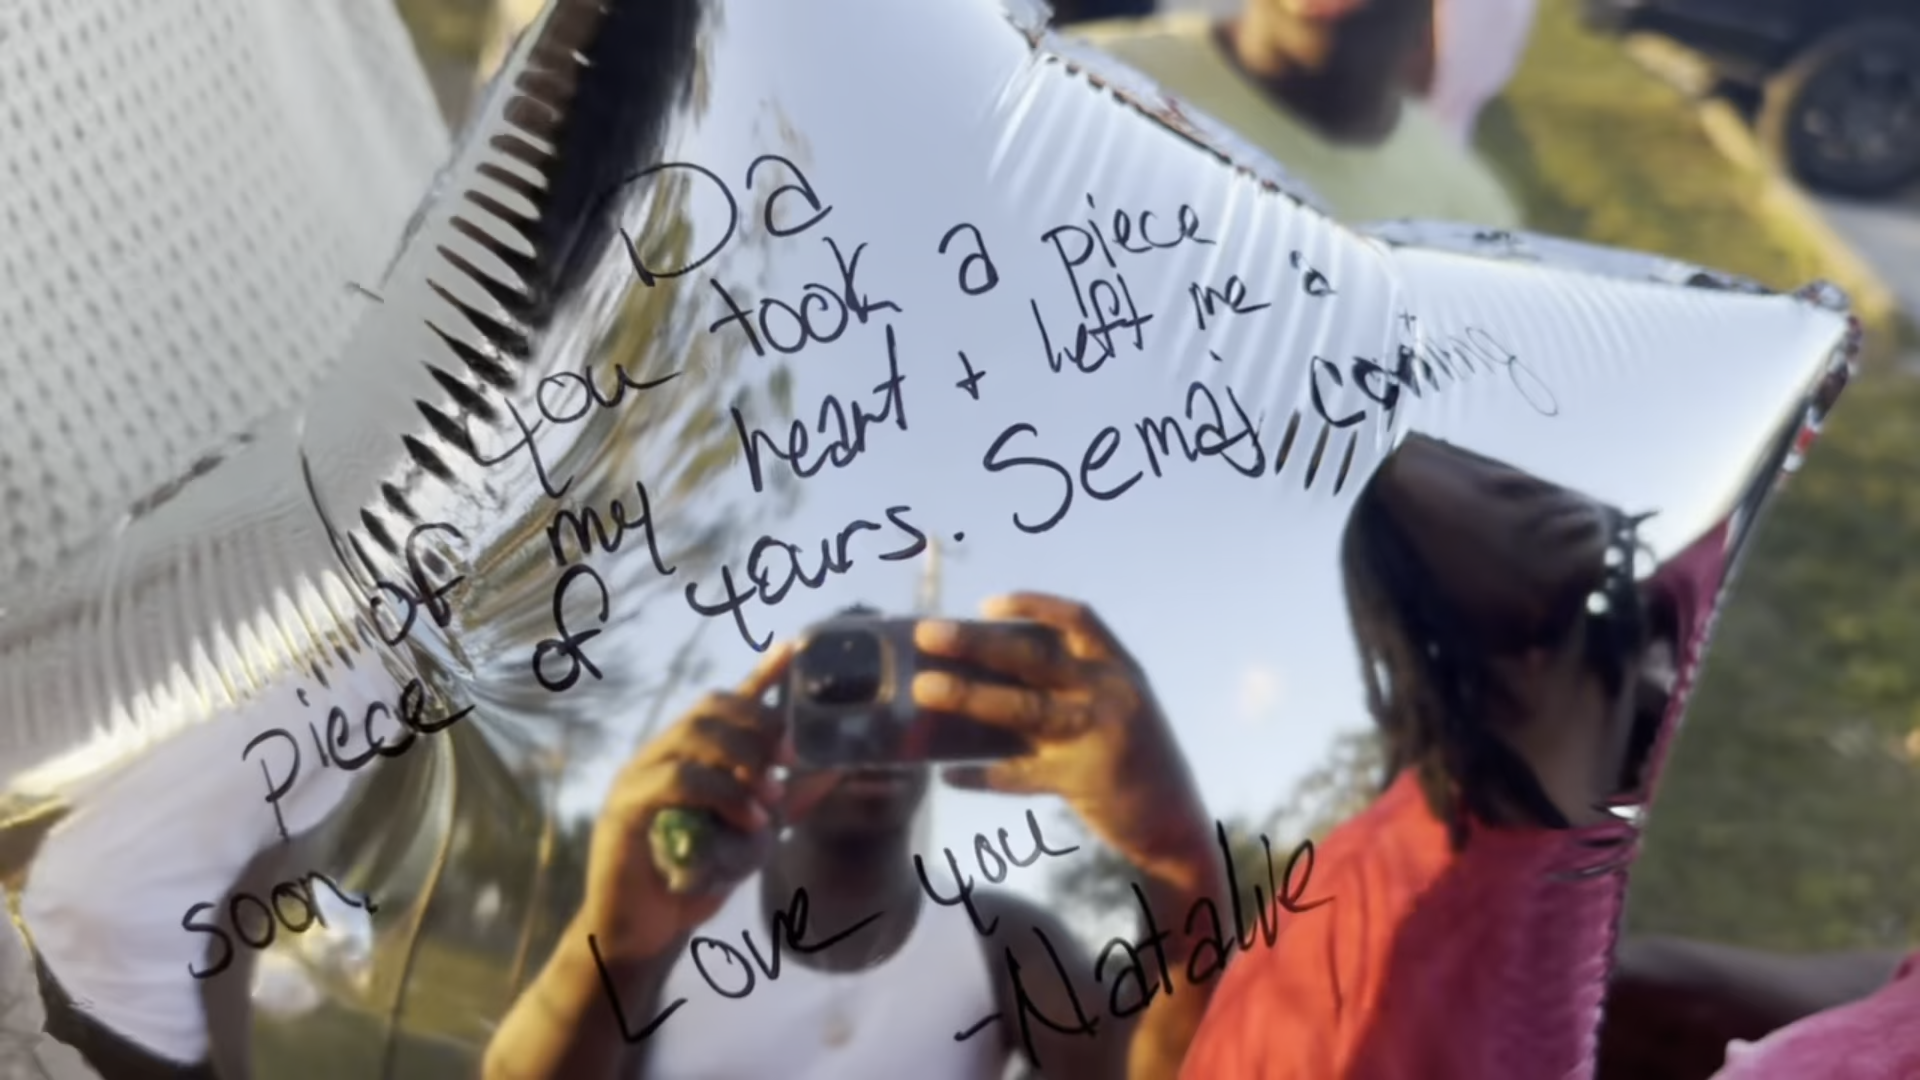 Da
you took a piece
of my heart + left me a
piece of yours. Semaj coming
soon.
Love you
-Natalie